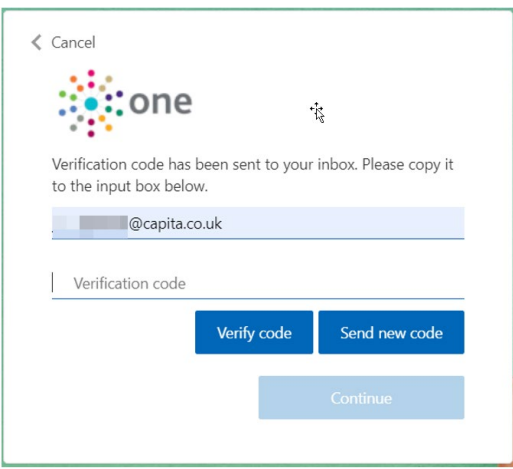 Cancel
one
Verification code has been sent to your inbox. Please copy it
to the input box below.
@capita.co.uk
Verification code
Verify code Send new code
Continue